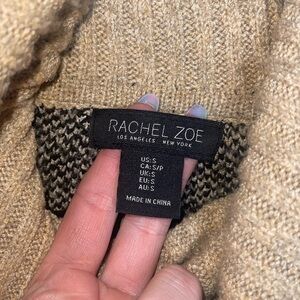 RACHEL ZOE
LOS ANGELES NEW YORK
US:S
CA:S/P
UK:S
EU:S
AU:S
MADE IN CHINA